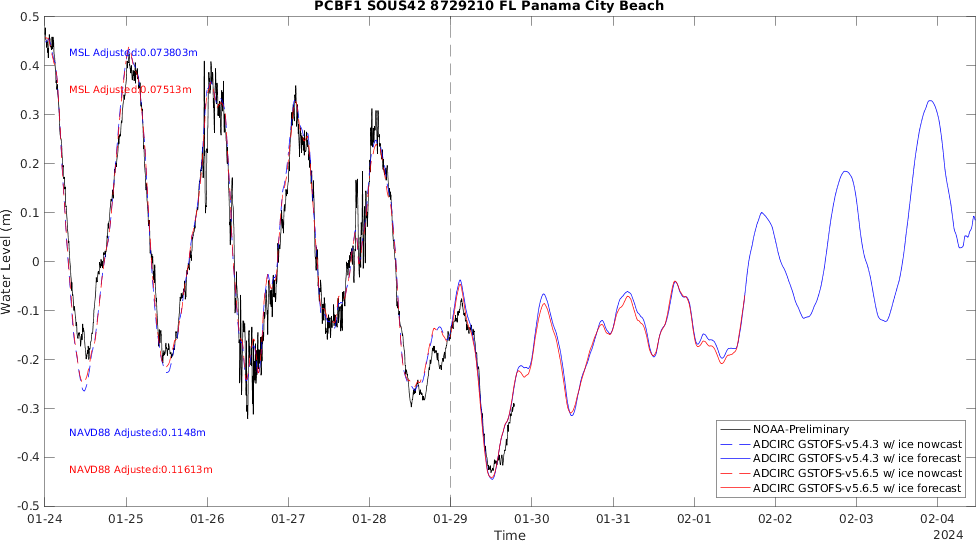 PCBF1 SOUS42 8729210 FL Panama City Beach
0.5
0.4
0.3
0.2
0.1
0
-0.1
-0.2
-0.3
-0.4
-0.5
Water Level (m)
MSL Adjusted:0.073803m
MSL Adjusted:0.07513m
NAVD88 Adjusted:0.1148m
NAVD88 Adjusted:0.11613m
NOAA-Preliminary
ADCIRC GSTOFS-v5.4.3 w/ ice nowcast
ADCIRC GSTOFS-v5.4.3 w/ ice forecast
ADCIRC GSTOFS-v5.6.5 w/ ice nowcast
ADCIRC GSTOFS-v5.6.5 w/ ice forecast
01-24 01-25 01-26 01-27 01-28 01-29 01-30 01-31 02-01 02-02 02-03 02-04
Time
2024